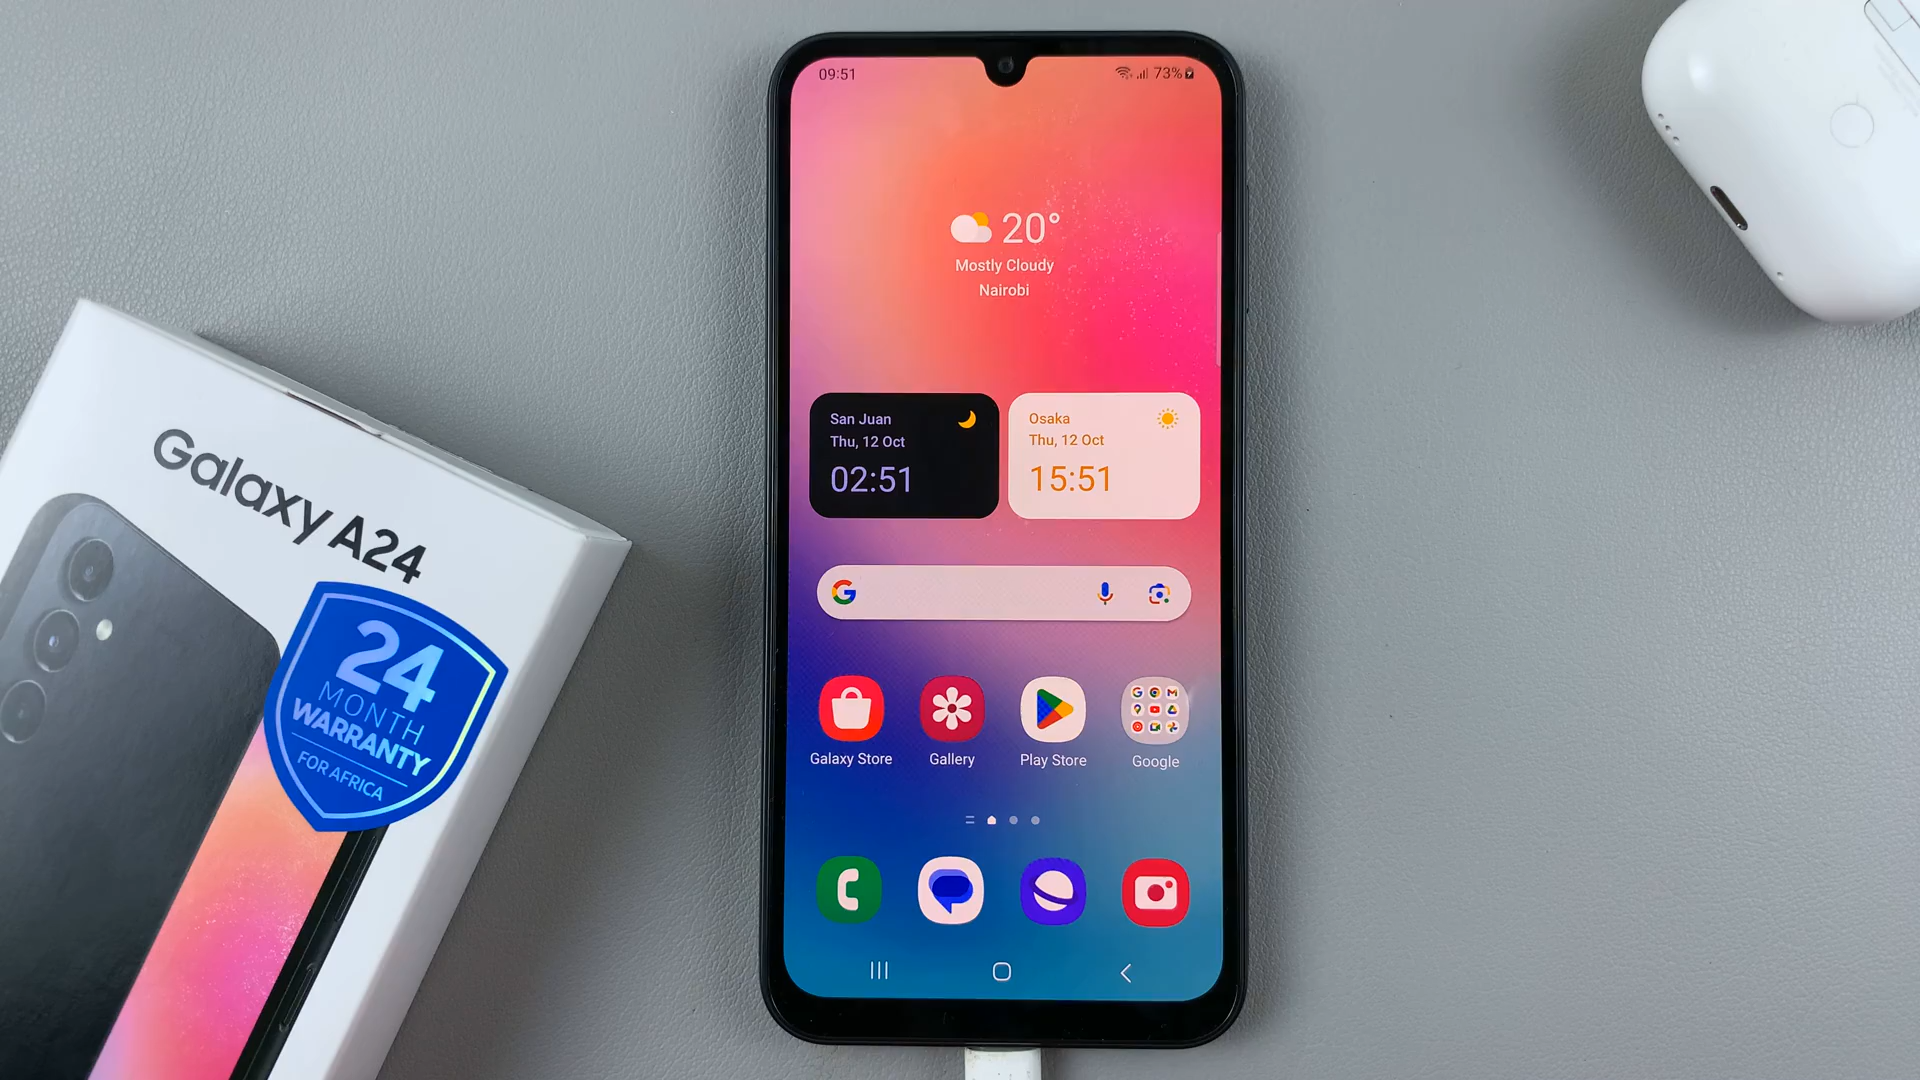 09:51
73%
20°
Mostly Cloudy
Nairobi
San Juan
Thu, 12 Oct
02:51
Osaka
Thu, 12 Oct
15:51
Galaxy Store
Gallery
Play Store
Google
Galaxy A24
24
MONTH
WARRANTY
FOR AFRICA